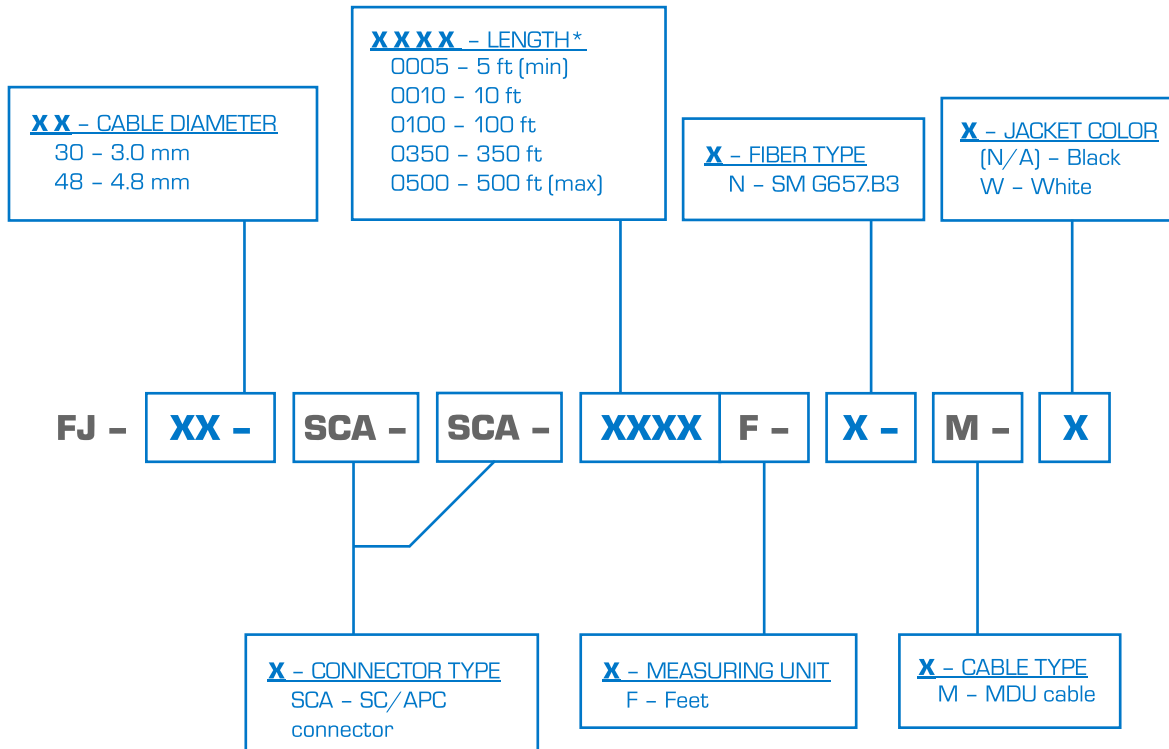 X X – CABLE DIAMETER
30 – 3.0 mm
48 – 4.8 mm
X X X X – LENGTH*
0005 – 5 ft (min)
0010 – 10 ft
0100 – 100 ft
0350 – 350 ft
0500 – 500 ft (max)
X – FIBER TYPE
N – SM G657.B3
X – JACKET COLOR
(N/A) – Black
W – White
FJ – XX – SCA – SCA – XXXX F – X – M – X
X – CONNECTOR TYPE
SCA – SC/APC
connector
X – MEASURING UNIT
F – Feet
X – CABLE TYPE
M – MDU cable